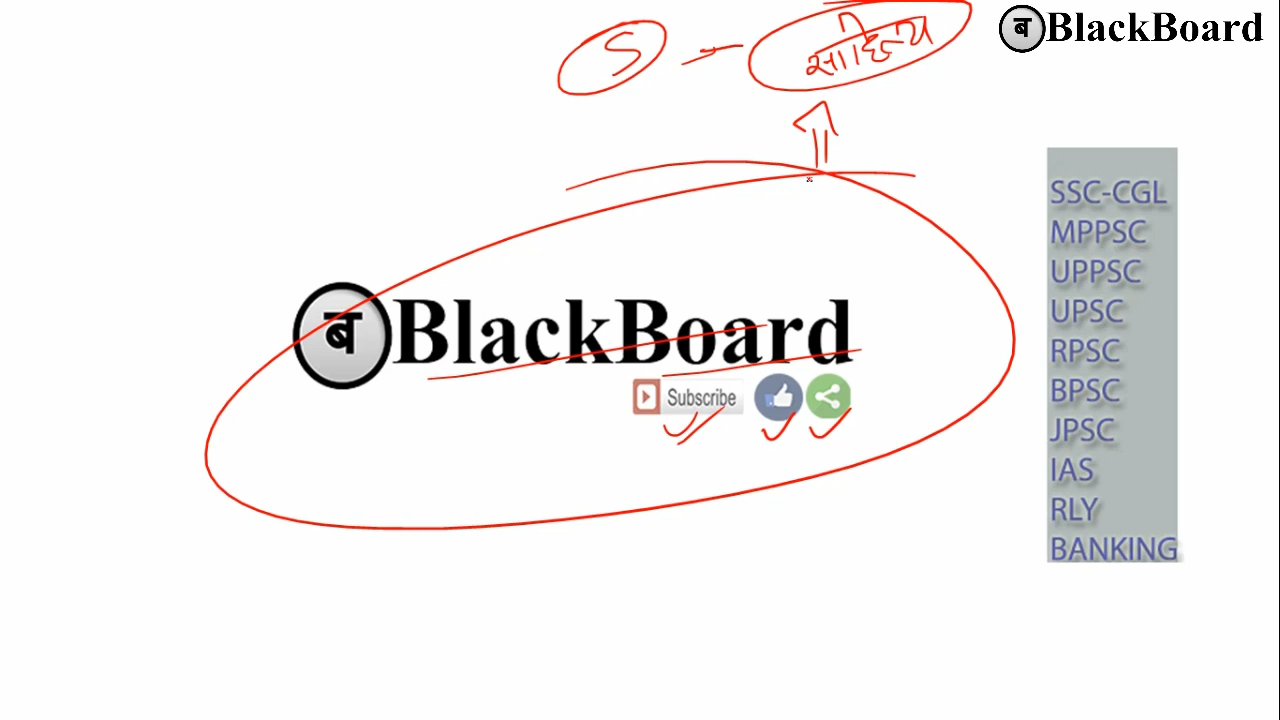 S - साहित्य
ब BlackBoard
ब BlackBoard
Subscribe
SSC-CGL
MPPSC
UPPSC
UPSC
RPSC
BPSC
JPSC
IAS
RLY
BANKING